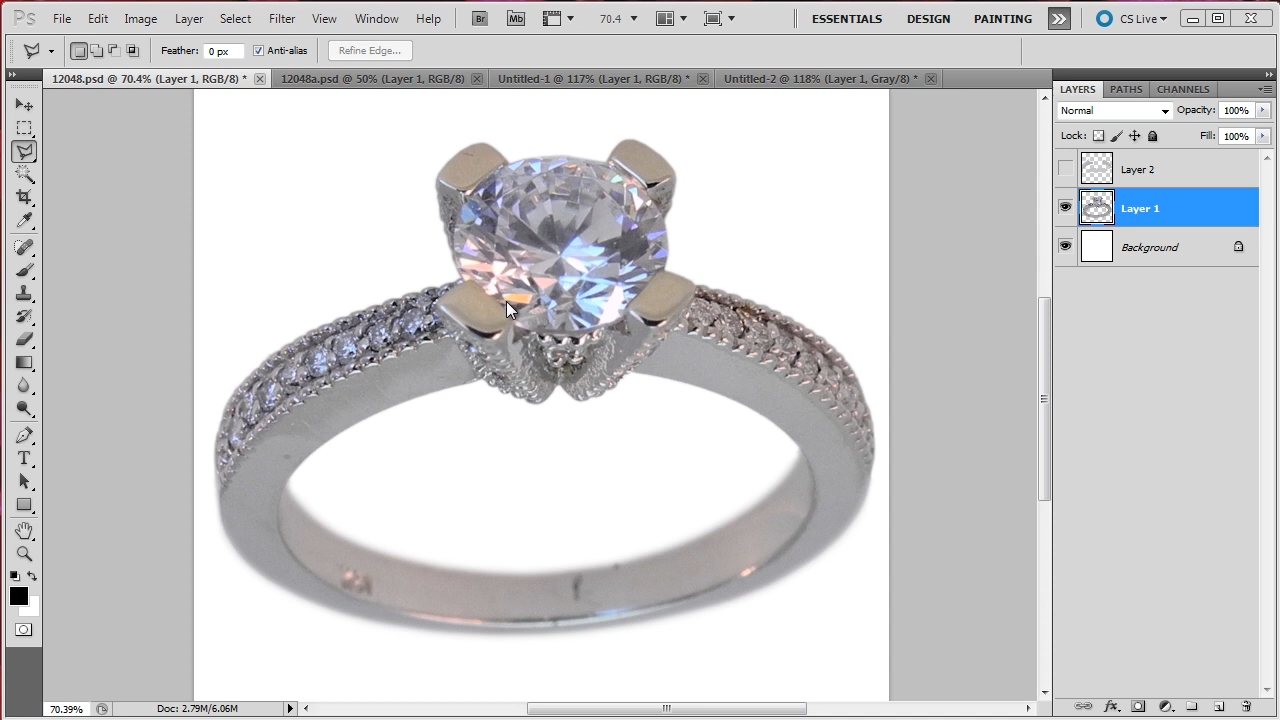 Ps File Edit Image Layer Select Filter View Window Help Br Mb 70.4 ESSENTIALS DESIGN PAINTING CS Live
Feather: 0 px Anti-alias Refine Edge...
12048.psd @ 70.4% (Layer 1, RGB/8) * 12048a.psd @ 50% (Layer 1, RGB/8) Untitled-1 @ 117% (Layer 1, RGB/8) * Untitled-2 @ 118% (Layer 1, Gray/8) *
LAYERS PATHS CHANNELS
Normal Opacity: 100%
Lock: Fill: 100%
Layer 2
Layer 1
Background
T
70.39% Doc: 2.79M/6.06M
fx